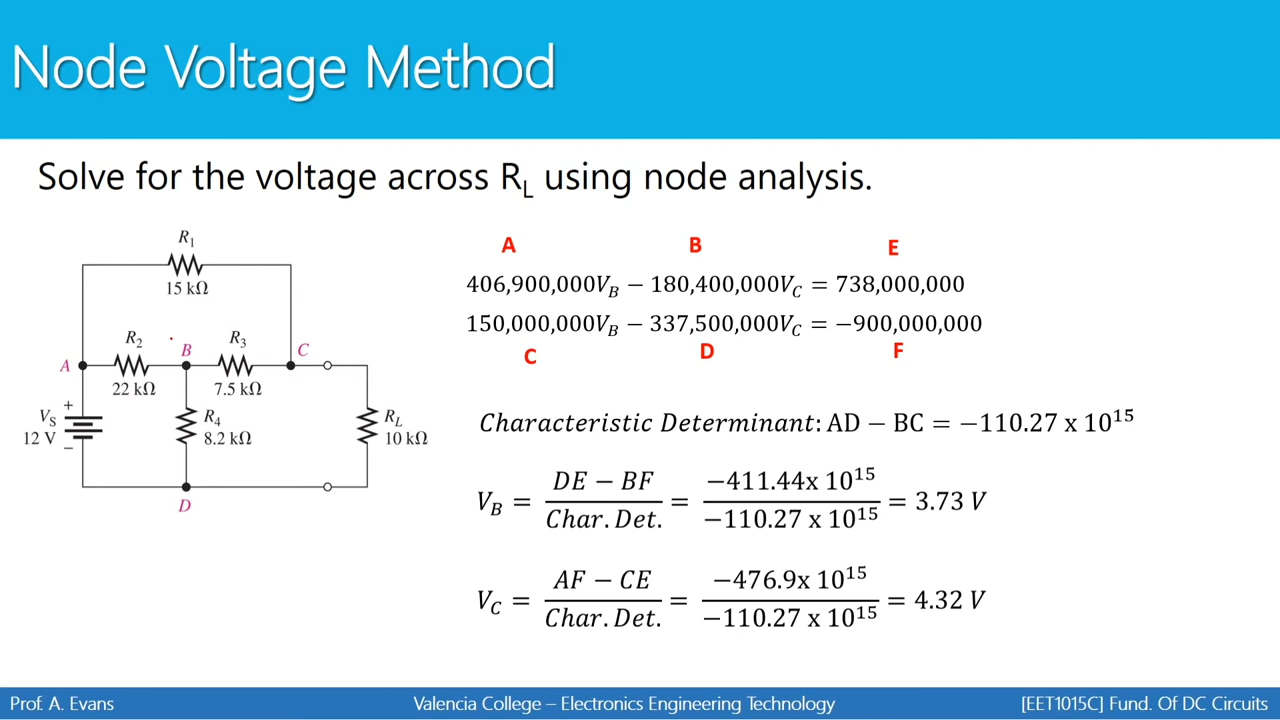 Node Voltage Method
Solve for the voltage across R_L using node analysis.
R₁
15 kΩ
R₂
22 kΩ
R₃
7.5 kΩ
A
B
C
V_S
12 V
+
−
R₄
8.2 kΩ
R_L
10 kΩ
D
A B E
406,900,000V_B − 180,400,000V_C = 738,000,000
150,000,000V_B − 337,500,000V_C = −900,000,000
C D F
Characteristic Determinant: AD − BC = −110.27 x 10¹⁵
V_B = (DE − BF)/(Char. Det.) = (−411.44x 10¹⁵)/(−110.27 x 10¹⁵) = 3.73 V
V_C = (AF − CE)/(Char. Det.) = (−476.9x 10¹⁵)/(−110.27 x 10¹⁵) = 4.32 V
Prof. A. Evans
Valencia College – Electronics Engineering Technology
[EET1015C] Fund. Of DC Circuits